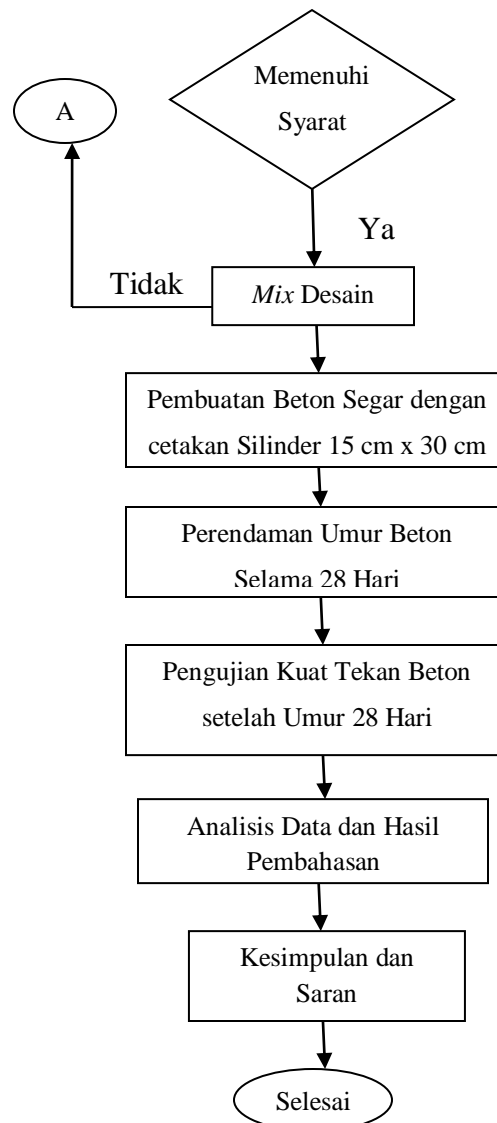 Memenuhi
Syarat
A
Ya
Tidak
Mix Desain
Pembuatan Beton Segar dengan
cetakan Silinder 15 cm x 30 cm
Perendaman Umur Beton
Selama 28 Hari
Pengujian Kuat Tekan Beton
setelah Umur 28 Hari
Analisis Data dan Hasil
Pembahasan
Kesimpulan dan
Saran
Selesai